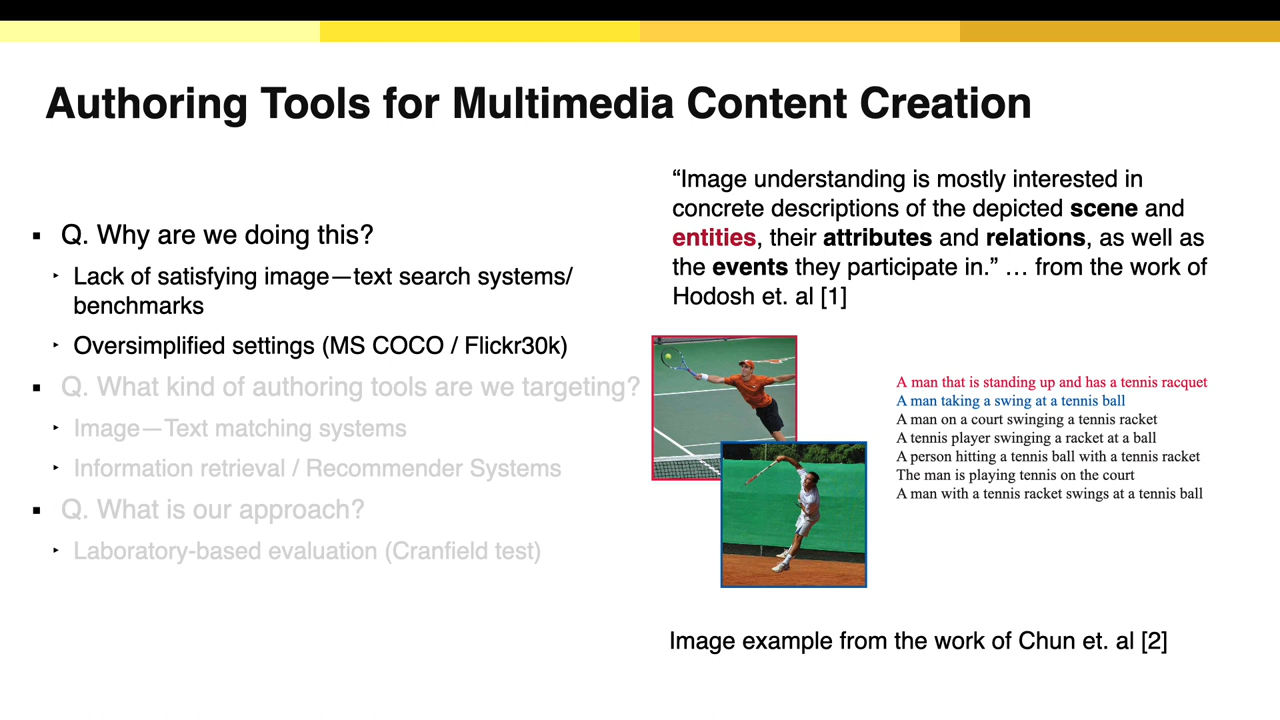 Authoring Tools for Multimedia Content Creation
Q. Why are we doing this?
Lack of satisfying image—text search systems/
benchmarks
Oversimplified settings (MS COCO / Flickr30k)
Q. What kind of authoring tools are we targeting?
Image—Text matching systems
Information retrieval / Recommender Systems
Q. What is our approach?
Laboratory-based evaluation (Cranfield test)
“Image understanding is mostly interested in
concrete descriptions of the depicted scene and
entities, their attributes and relations, as well as
the events they participate in.” … from the work of
Hodosh et. al [1]
A man that is standing up and has a tennis racquet
A man taking a swing at a tennis ball
A man on a court swinging a tennis racket
A tennis player swinging a racket at a ball
A person hitting a tennis ball with a tennis racket
The man is playing tennis on the court
A man with a tennis racket swings at a tennis ball
Image example from the work of Chun et. al [2]